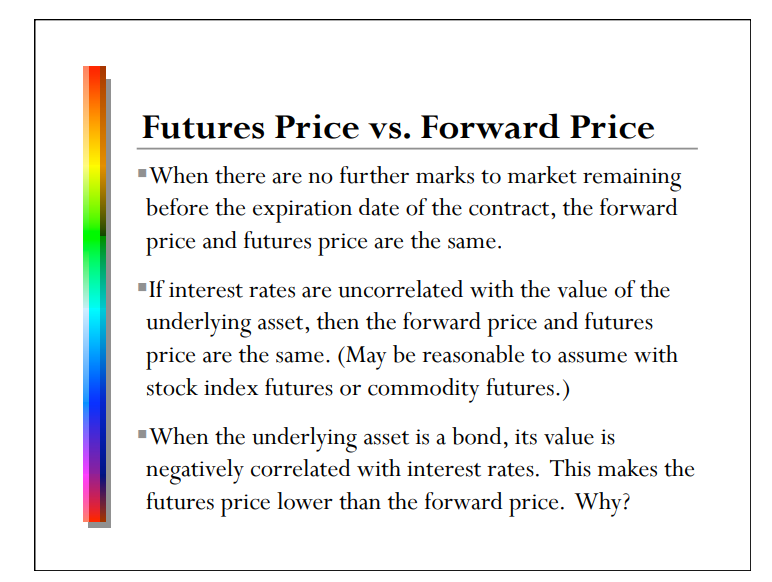 Futures Price vs. Forward Price
▪When there are no further marks to market remaining
before the expiration date of the contract, the forward
price and futures price are the same.
▪If interest rates are uncorrelated with the value of the
underlying asset, then the forward price and futures
price are the same. (May be reasonable to assume with
stock index futures or commodity futures.)
▪When the underlying asset is a bond, its value is
negatively correlated with interest rates. This makes the
futures price lower than the forward price. Why?